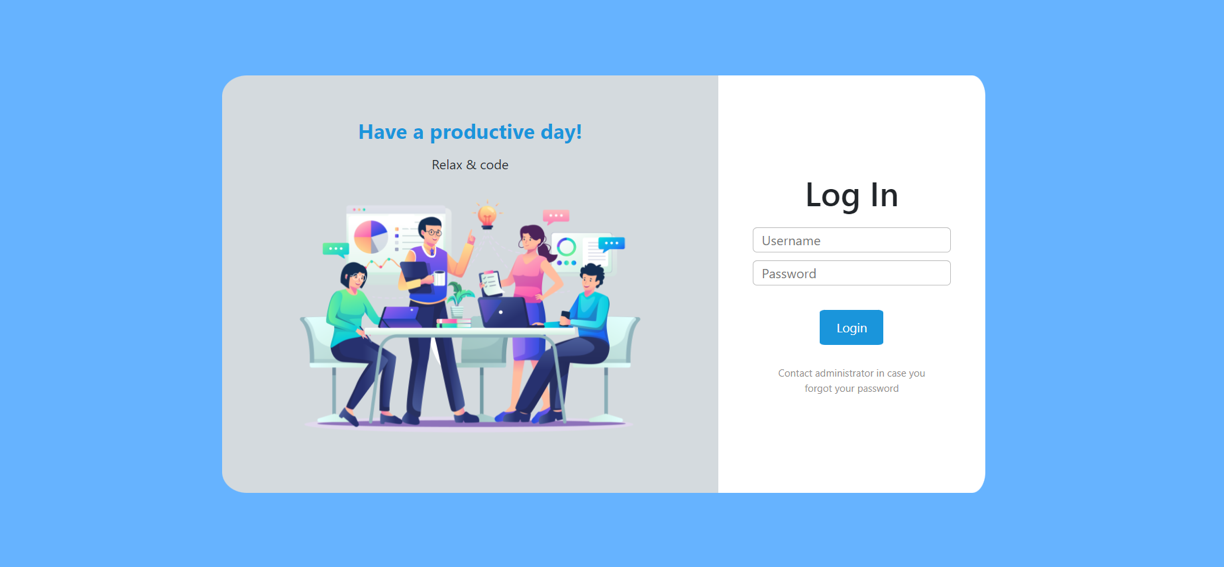 Have a productive day!
Relax & code
Log In
Username
Password
Login
Contact administrator in case you
forgot your password